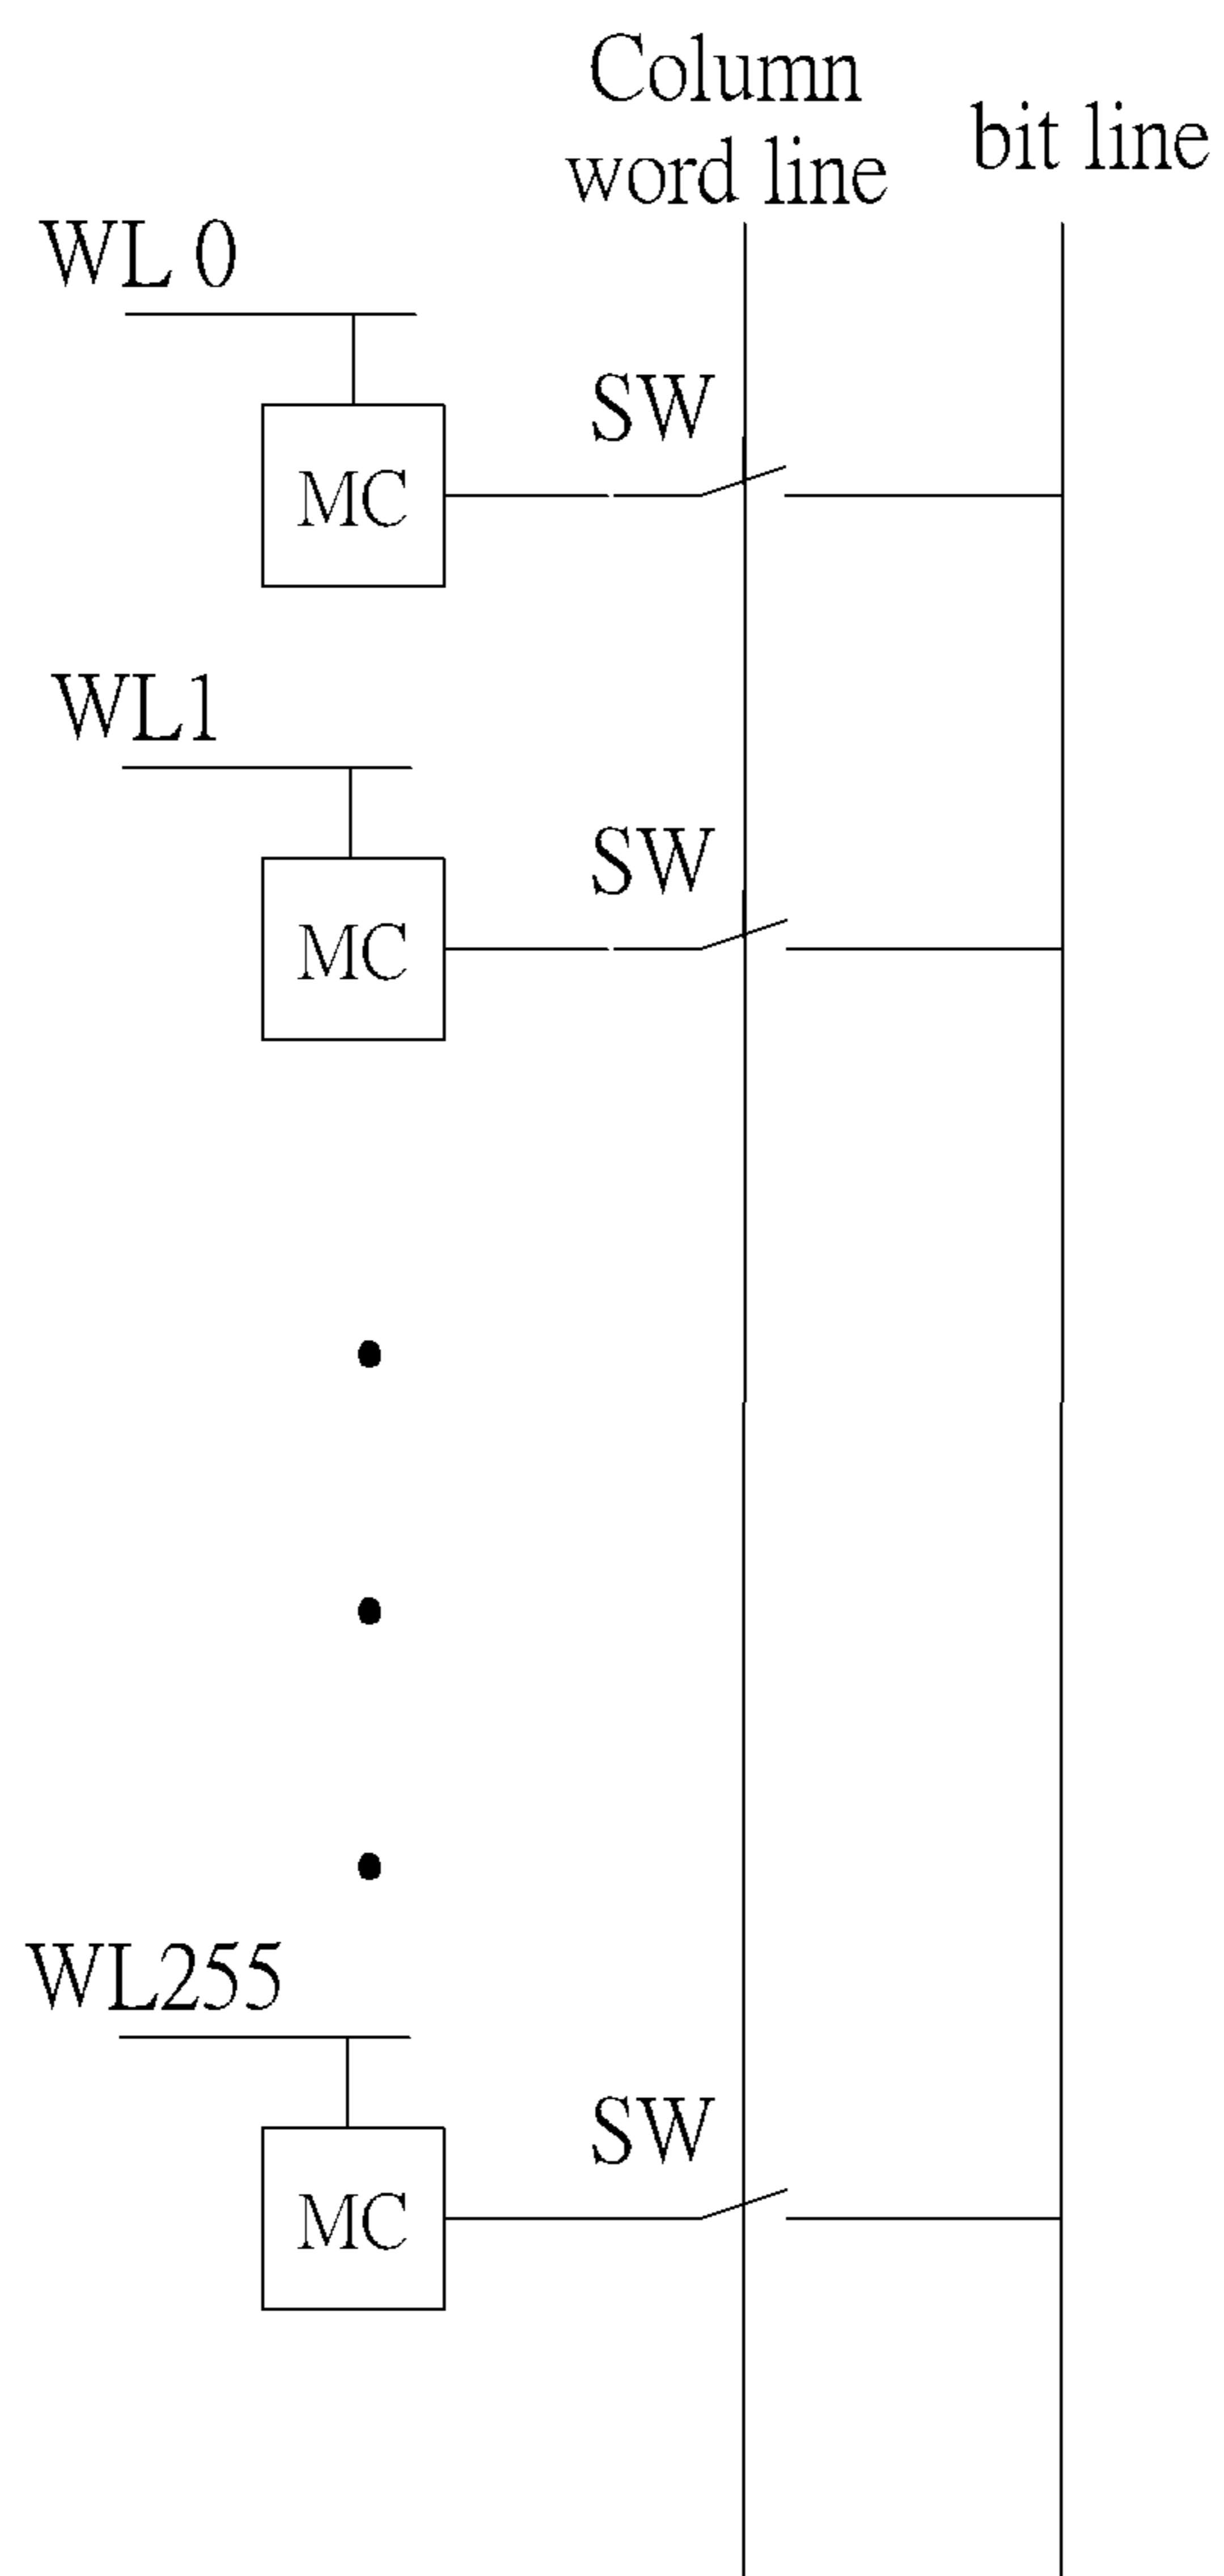 Column
word line
bit line
WL 0
SW
MC
WL1
SW
MC
WL255
SW
MC